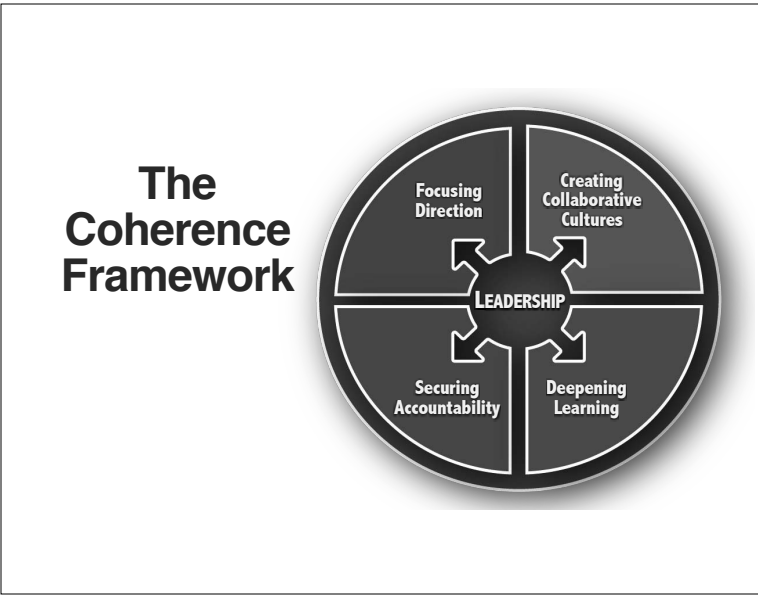 The
Coherence
Framework
Focusing
Direction
Creating
Collaborative
Cultures
LEADERSHIP
Securing
Accountability
Deepening
Learning